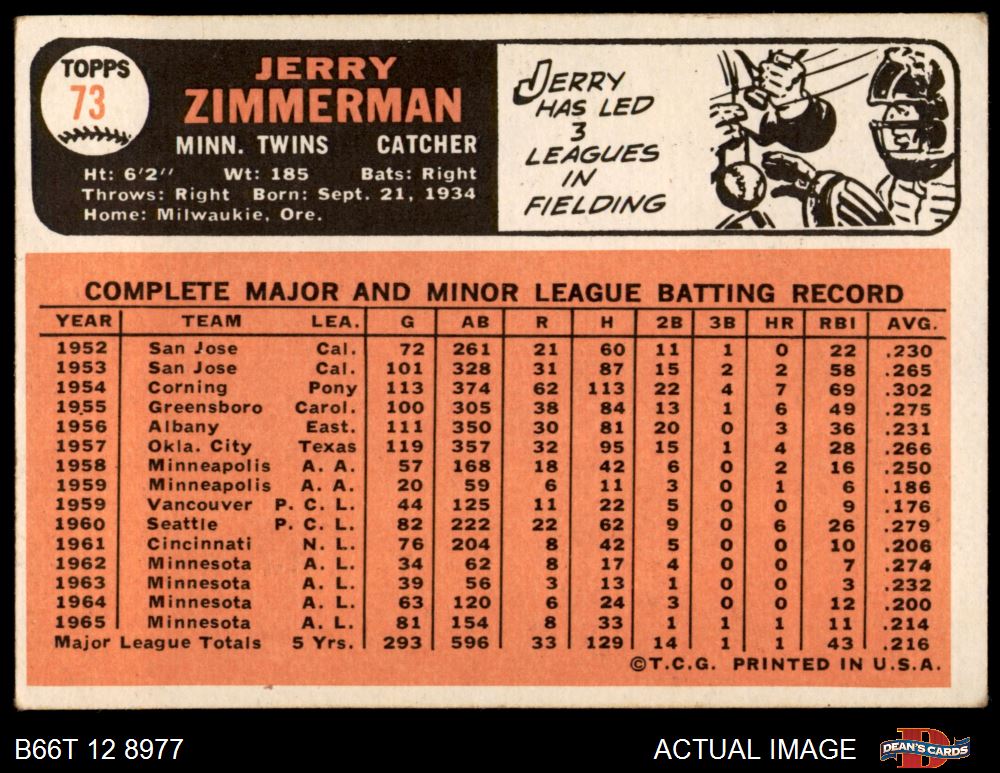 TOPPS
73
JERRY
ZIMMERMAN
MINN. TWINS CATCHER
Ht: 6'2" Wt: 185 Bats: Right
Throws: Right Born: Sept. 21, 1934
Home: Milwaukie, Ore.
JERRY
HAS LED
3
LEAGUES
IN
FIELDING
COMPLETE MAJOR AND MINOR LEAGUE BATTING RECORD
YEAR TEAM LEA. G AB R H 2B 3B HR RBI AVG.
1952 San Jose Cal. 72 261 21 60 11 1 0 22 .230
1953 San Jose Cal. 101 328 31 87 15 2 2 58 .265
1954 Corning Pony 113 374 62 113 22 4 7 69 .302
1955 Greensboro Carol. 100 305 38 84 13 1 6 49 .275
1956 Albany East. 111 350 30 81 20 0 3 36 .231
1957 Okla. City Texas 119 357 32 95 15 1 4 28 .266
1958 Minneapolis A. A. 57 168 18 42 6 0 2 16 .250
1959 Minneapolis A. A. 20 59 6 11 3 0 1 6 .186
1959 Vancouver P. C. L. 44 125 11 22 5 0 0 9 .176
1960 Seattle P. C. L. 82 222 22 62 9 0 6 26 .279
1961 Cincinnati N. L. 76 204 8 42 5 0 0 10 .206
1962 Minnesota A. L. 34 62 8 17 4 0 0 7 .274
1963 Minnesota A. L. 39 56 3 13 1 0 0 3 .232
1964 Minnesota A. L. 63 120 6 24 3 0 0 12 .200
1965 Minnesota A. L. 81 154 8 33 1 1 1 11 .214
Major League Totals 5 Yrs. 293 596 33 129 14 1 1 43 .216
©T.C.G. PRINTED IN U.S.A.
B66T 12 8977 ACTUAL IMAGE
DEAN'S CARDS